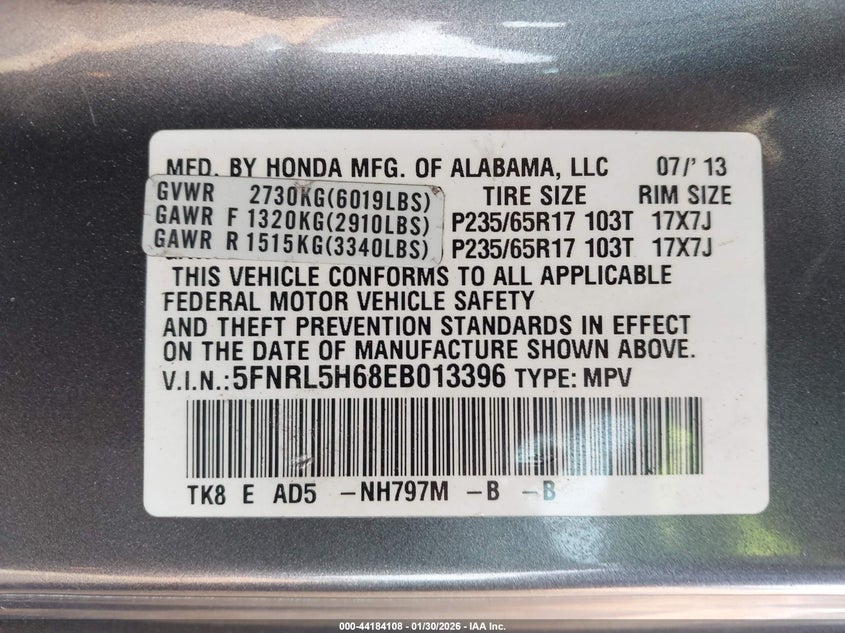 MFD. BY HONDA MFG. OF ALABAMA, LLC 07/'13
GVWR 2730KG(6019LBS) TIRE SIZE RIM SIZE
GAWR F 1320KG(2910LBS) P235/65R17 103T 17X7J
GAWR R 1515KG(3340LBS) P235/65R17 103T 17X7J
THIS VEHICLE CONFORMS TO ALL APPLICABLE
FEDERAL MOTOR VEHICLE SAFETY
AND THEFT PREVENTION STANDARDS IN EFFECT
ON THE DATE OF MANUFACTURE SHOWN ABOVE.
V.I.N.:5FNRL5H68EB013396 TYPE: MPV
TK8 E AD5 -NH797M -B -B
000-44184108 - 01/30/2026 - IAA Inc.